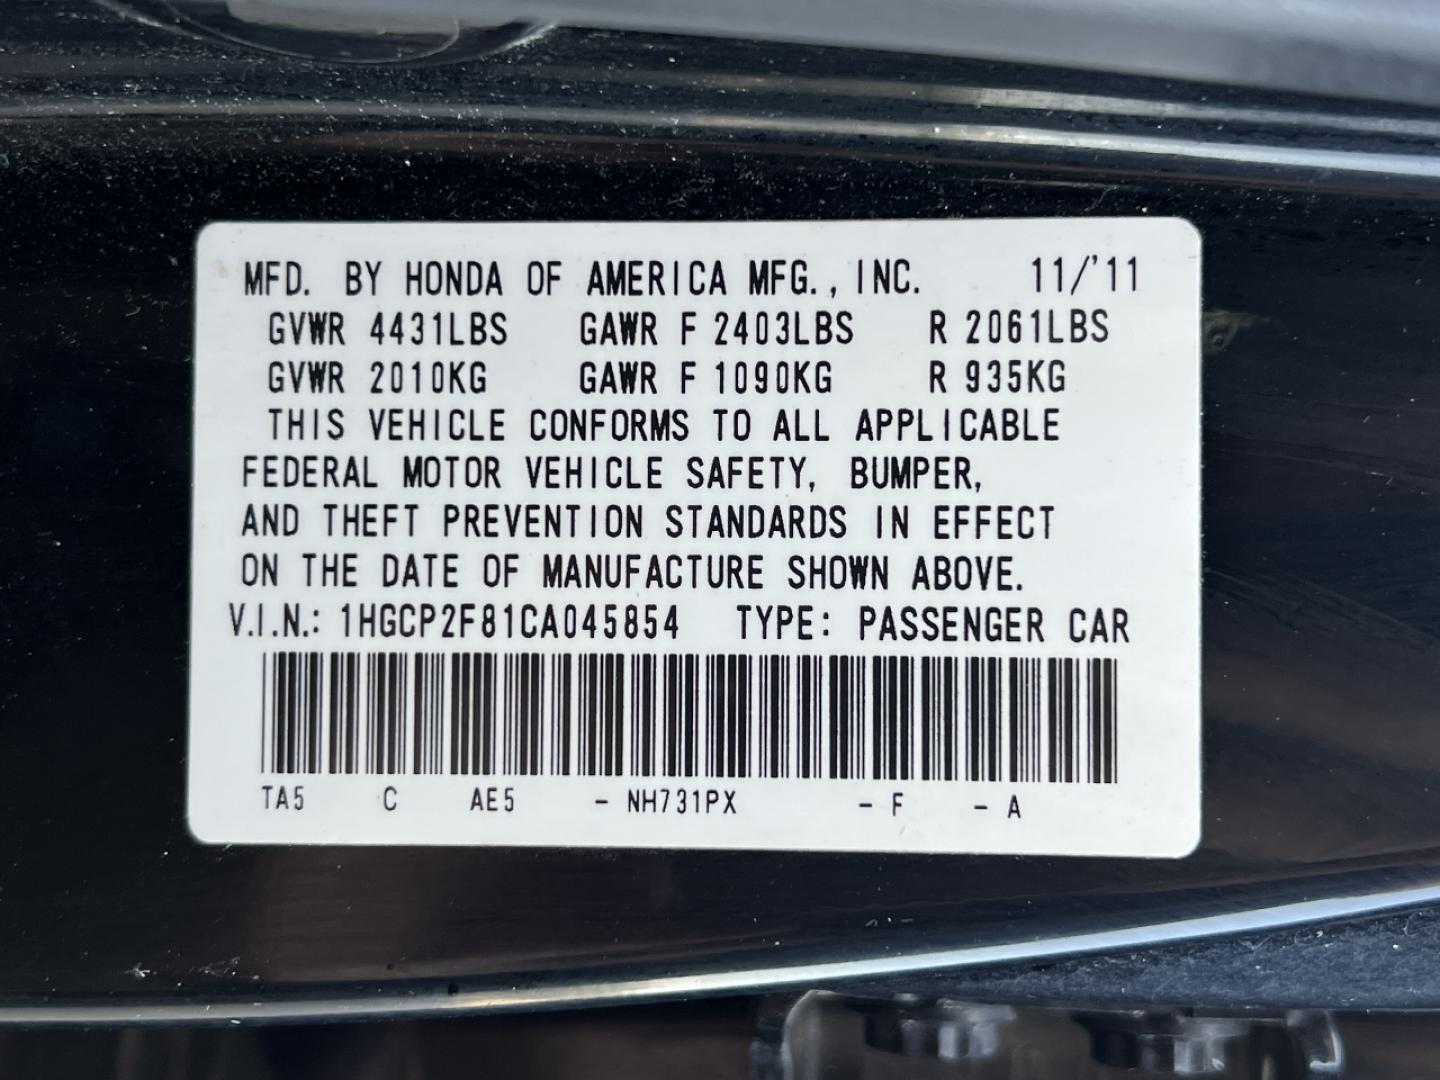 MFD. BY HONDA OF AMERICA MFG., INC. 11/'11
GVWR 4431LBS GAWR F 2403LBS R 2061LBS
GVWR 2010KG GAWR F 1090KG R 935KG
THIS VEHICLE CONFORMS TO ALL APPLICABLE
FEDERAL MOTOR VEHICLE SAFETY, BUMPER,
AND THEFT PREVENTION STANDARDS IN EFFECT
ON THE DATE OF MANUFACTURE SHOWN ABOVE.
V.I.N.: 1HGCP2F81CA045854 TYPE: PASSENGER CAR
TA5 C AE5 - NH731PX - F - A